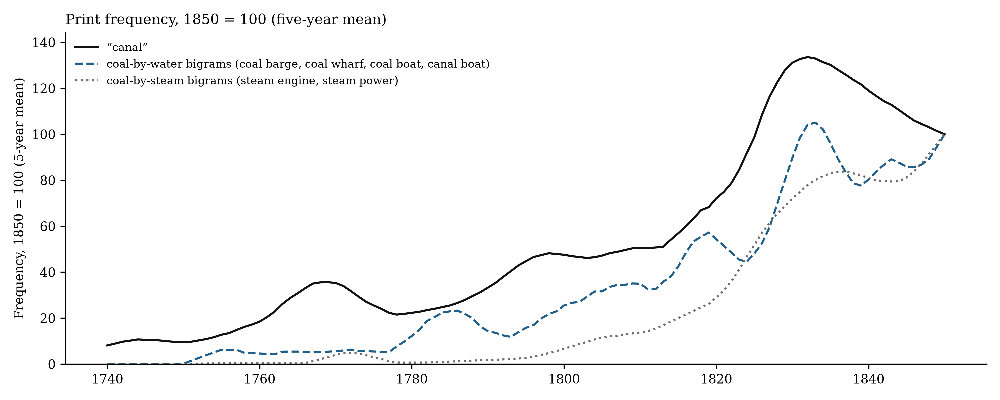 Print frequency, 1850 = 100 (five-year mean)
Frequency, 1850 = 100 (5-year mean)
140
120
100
80
60
40
20
0
“canal”
coal-by-water bigrams (coal barge, coal wharf, coal boat, canal boat)
coal-by-steam bigrams (steam engine, steam power)
1740 1760 1780 1800 1820 1840